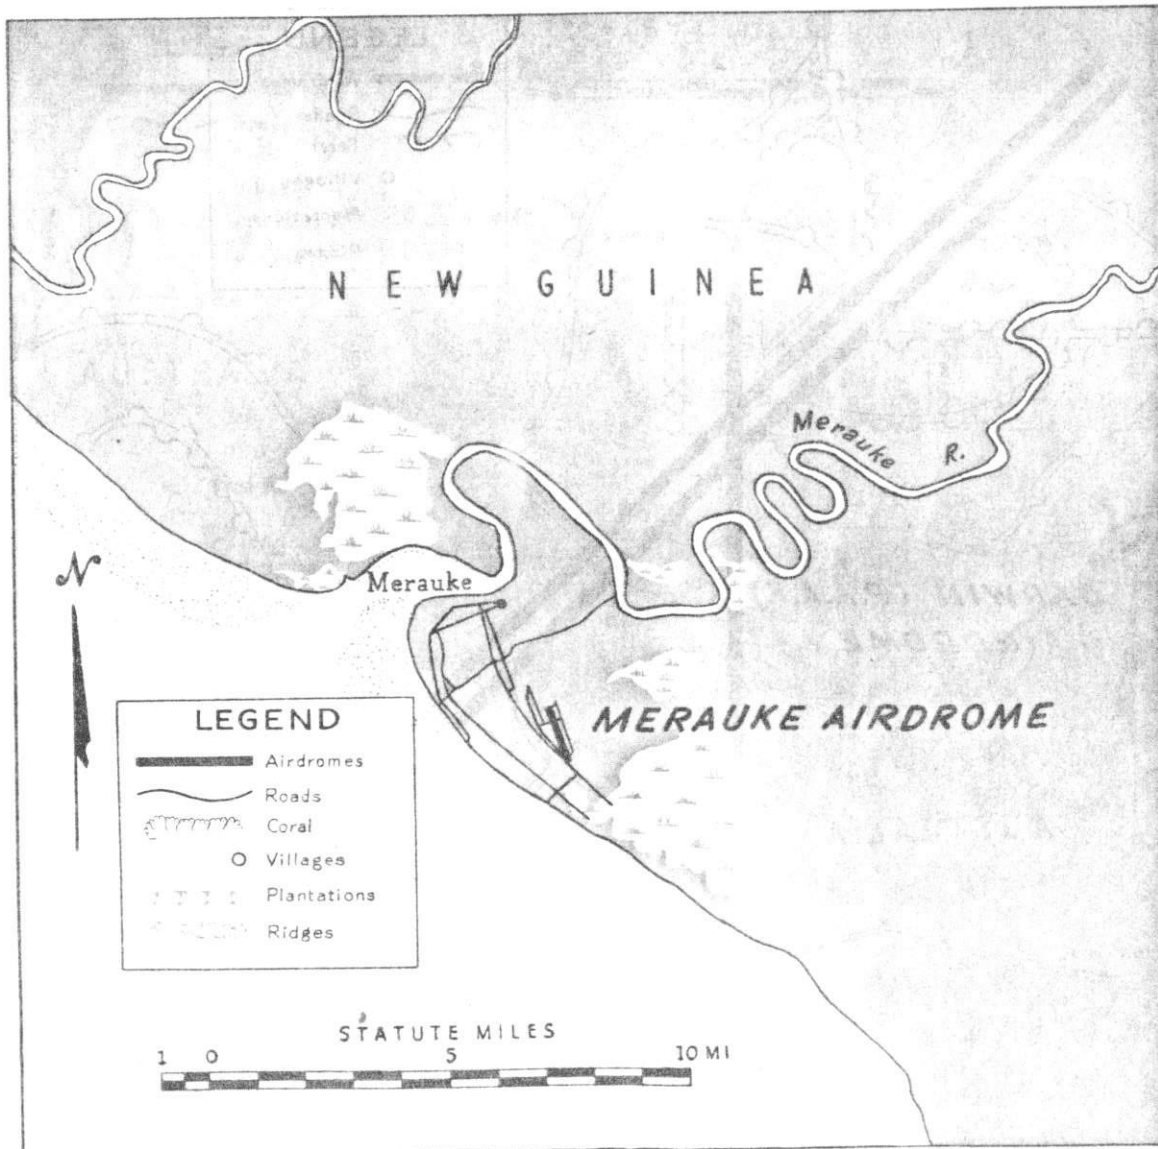 NEW GUINEA
Merauke R.
Merauke
N
MERAUKE AIRDROME
LEGEND
Airdromes
Roads
Coral
Villages
Plantations
Ridges
STATUTE MILES
1 0 5 10 MI